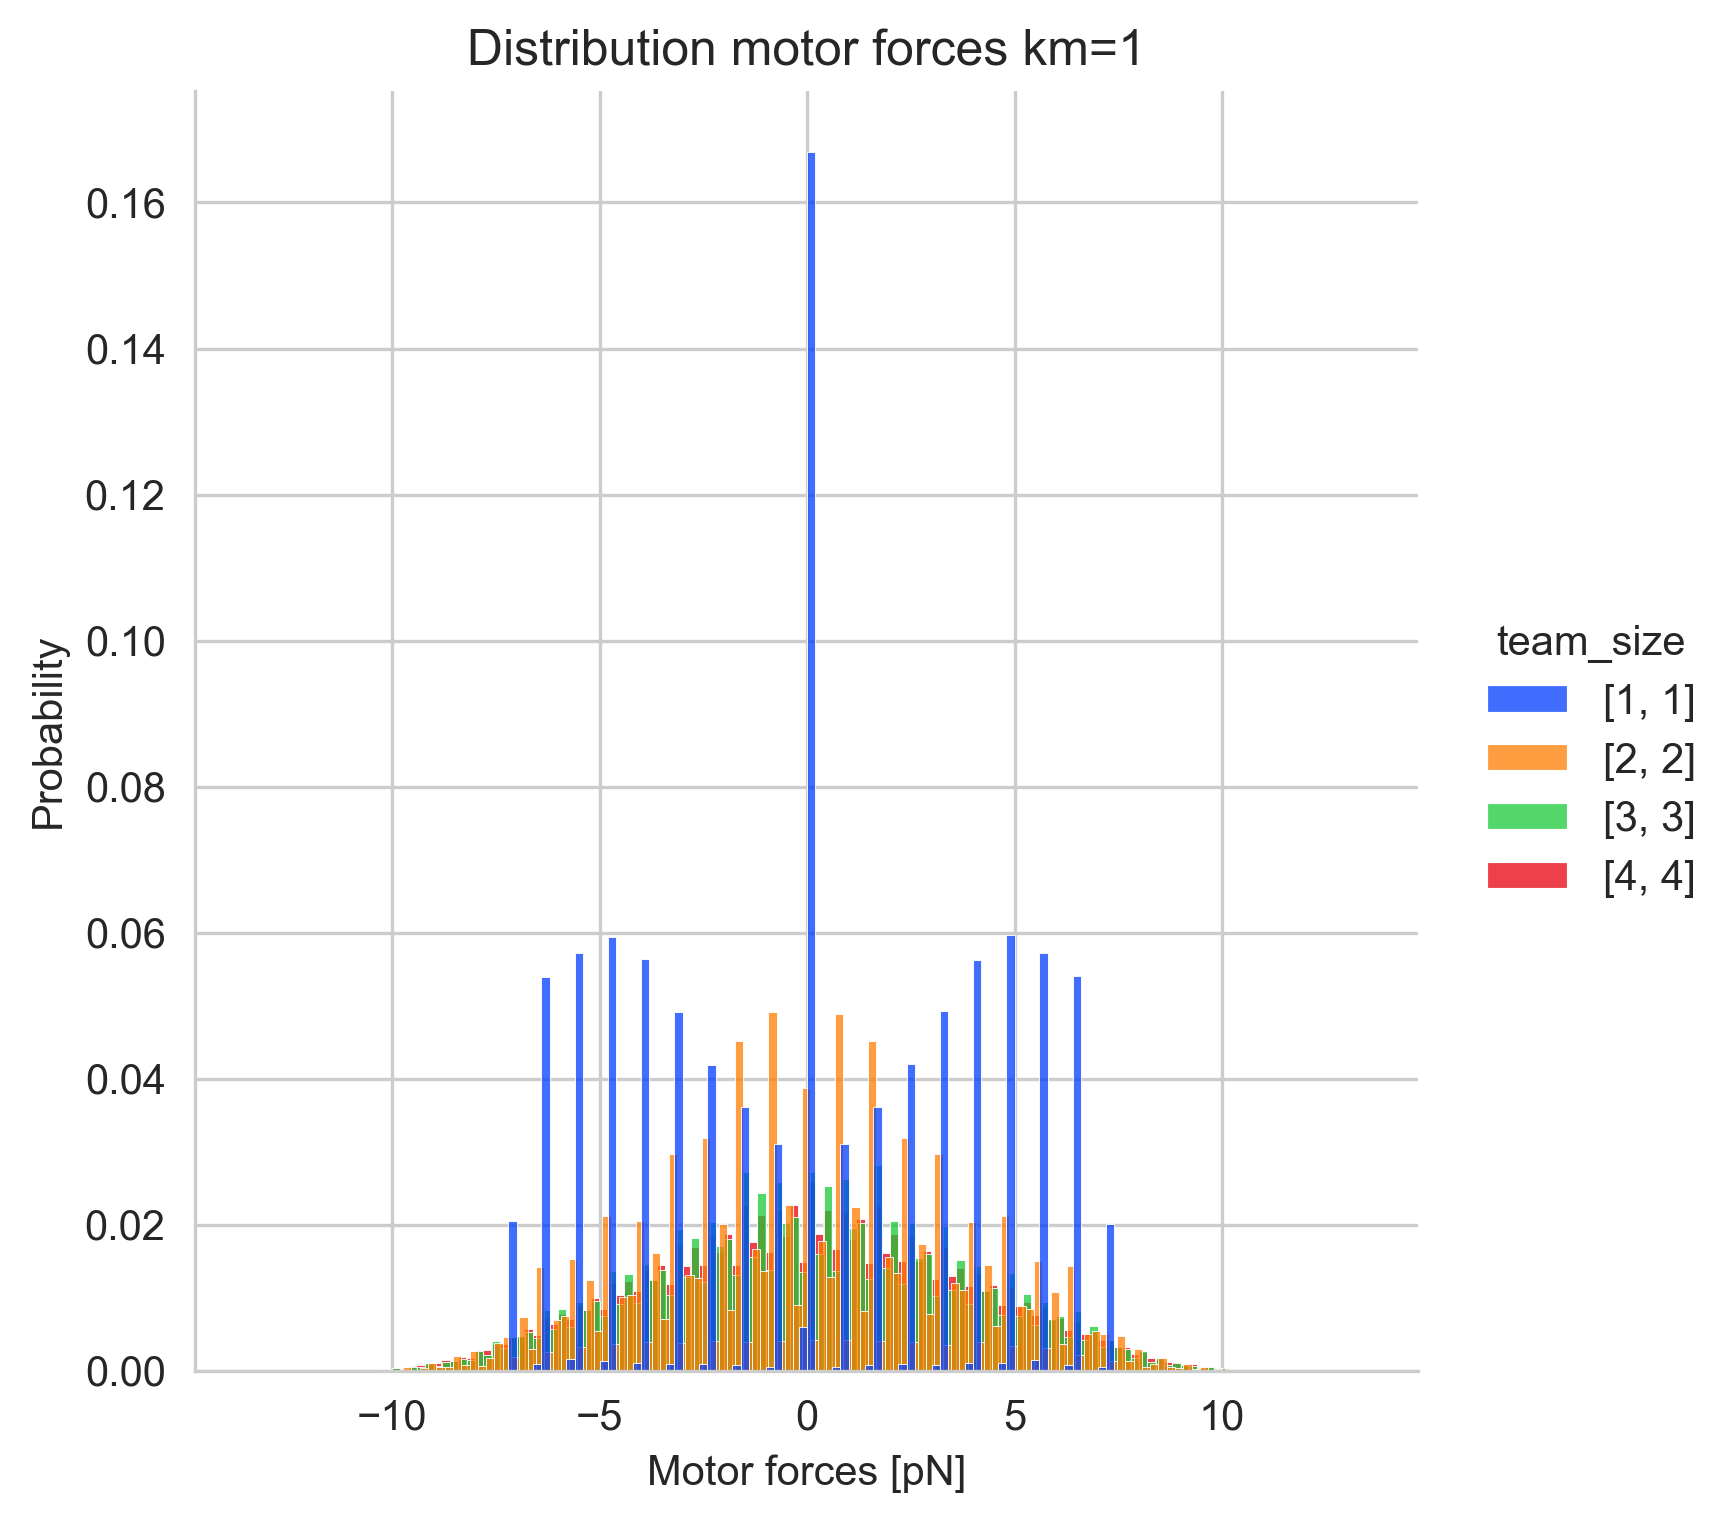 Distribution motor forces km=1
0.16
0.14
0.12
0.10
0.08
0.06
0.04
0.02
0.00
Probability
−10 −5 0 5 10
Motor forces [pN]
team_size
[1, 1]
[2, 2]
[3, 3]
[4, 4]